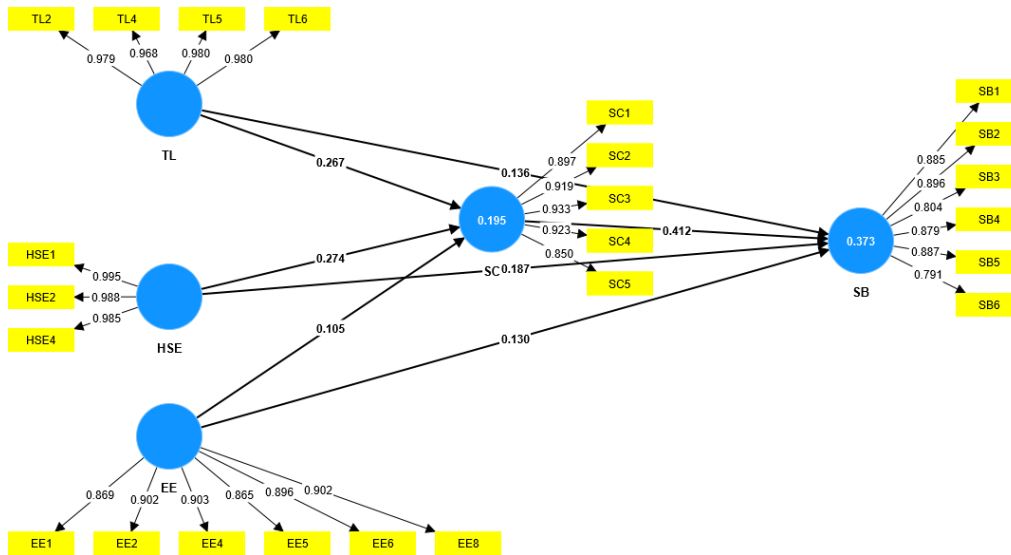 TL2
TL4
TL5
TL6
0.979
0.968
0.980
0.980
TL
0.267
0.136
SC1
SC2
SC3
SC4
SC5
0.897
0.919
0.933
0.923
0.850
0.195
SC
0.412
SB1
SB2
SB3
SB4
SB5
SB6
0.885
0.896
0.804
0.879
0.887
0.791
0.373
SB
HSE1
HSE2
HSE4
0.995
0.988
0.985
HSE
0.274
0.187
0.105
0.130
EE
0.869
0.902
0.903
0.865
0.896
0.902
EE1
EE2
EE4
EE5
EE6
EE8